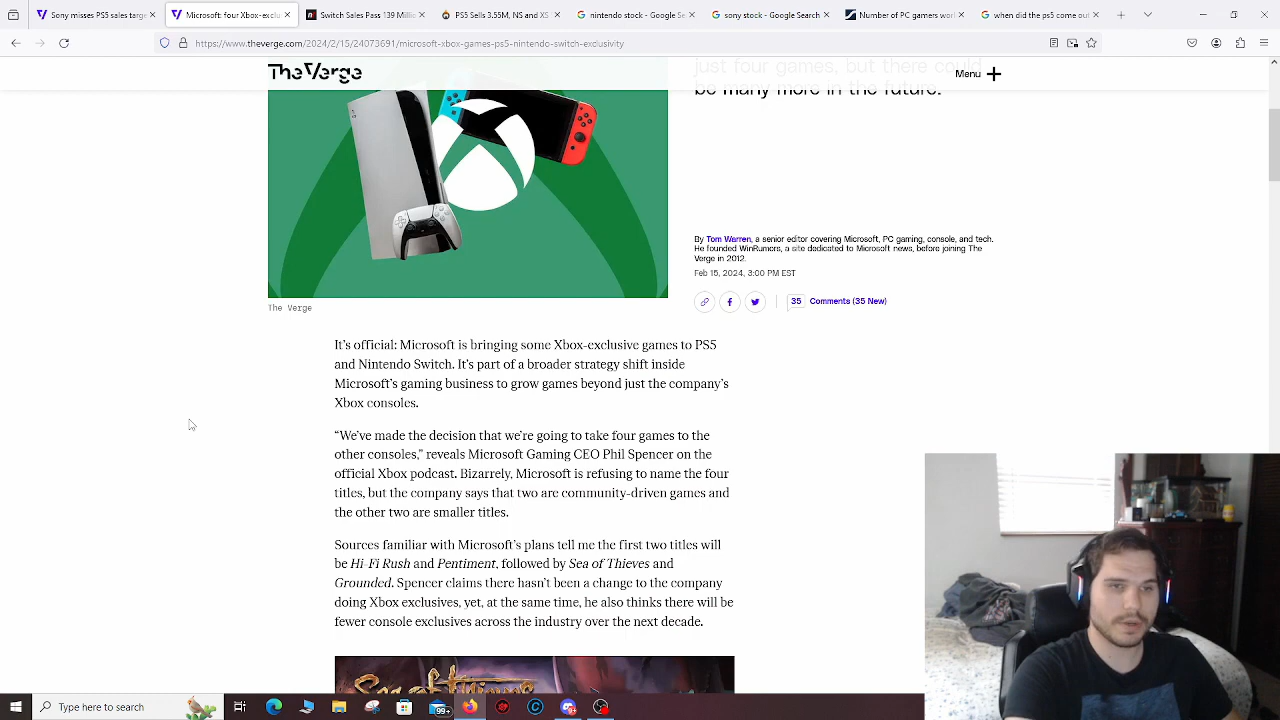 Sony misses PS5 sales targe
Microsoft: four Xbox-exclu
Switch Sales Pass 139 Millio
PS5 Sells 3.55M, NS and XS
nintendo stock - Google Se
sony stock - Google Searc
Number of PC gamers worl
when did the ps5 come out
https://www.theverge.com/2024/2/15/24073691/microsoft-xbox-games-ps5-nintendo-switch-exclusivity
The Verge
Menu
just four games, but there could
be many more in the future.
By Tom Warren, a senior editor covering Microsoft, PC gaming, console, and tech.
He founded WinRumors, a site dedicated to Microsoft news, before joining The
Verge in 2012.
Feb 15, 2024, 3:00 PM EST
35 Comments (35 New)
The Verge
It's official: Microsoft is bringing some Xbox-exclusive games to PS5
and Nintendo Switch. It's part of a broader strategy shift inside
Microsoft's gaming business to grow games beyond just the company's
Xbox consoles.
“We've made the decision that we're going to take four games to the
other consoles,” reveals Microsoft Gaming CEO Phil Spencer on the
official Xbox podcast. Bizarrely, Microsoft is refusing to name the four
titles, but the company says that two are community-driven games and
the other two are smaller titles.
Sources familiar with Microsoft's plans tell me the first two titles will
be Hi-Fi Rush and Pentiment, followed by Sea of Thieves and
Grounded. Spencer claims there hasn't been a change to the company
doing Xbox exclusives, yet, at the same time, he also thinks there will be
fewer console exclusives across the industry over the next decade.
Type here to search